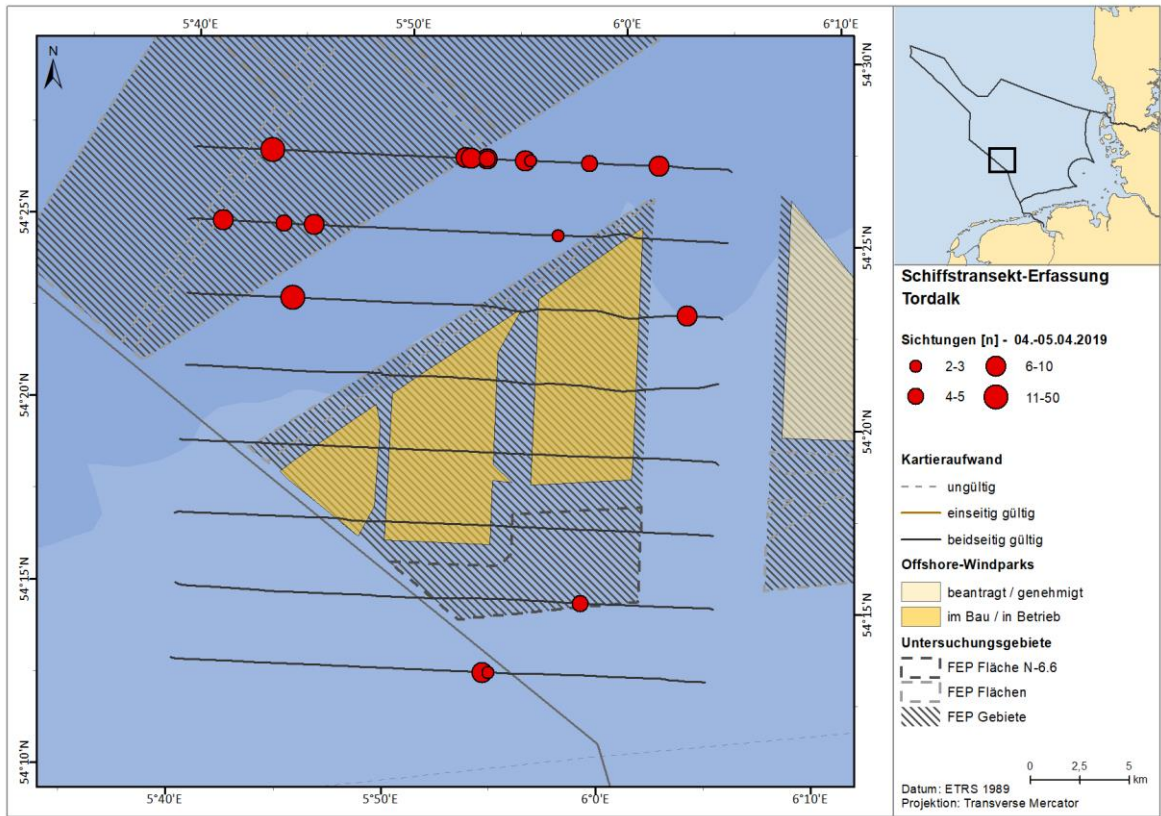 5°40'E 5°50'E 6°0'E 6°10'E
N
54°30'N
54°25'N
54°25'N
54°20'N
54°20'N
54°15'N
54°15'N
54°10'N
5°40'E 5°50'E 6°0'E 6°10'E
Schiffstransekt-Erfassung
Tordalk
Sichtungen [n] - 04.-05.04.2019
2-3 6-10
4-5 11-50
Kartieraufwand
ungültig
einseitig gültig
beidseitig gültig
Offshore-Windparks
beantragt / genehmigt
im Bau / in Betrieb
Untersuchungsgebiete
FEP Fläche N-6.6
FEP Flächen
FEP Gebiete
0 2,5 5
km
Datum: ETRS 1989
Projektion: Transverse Mercator